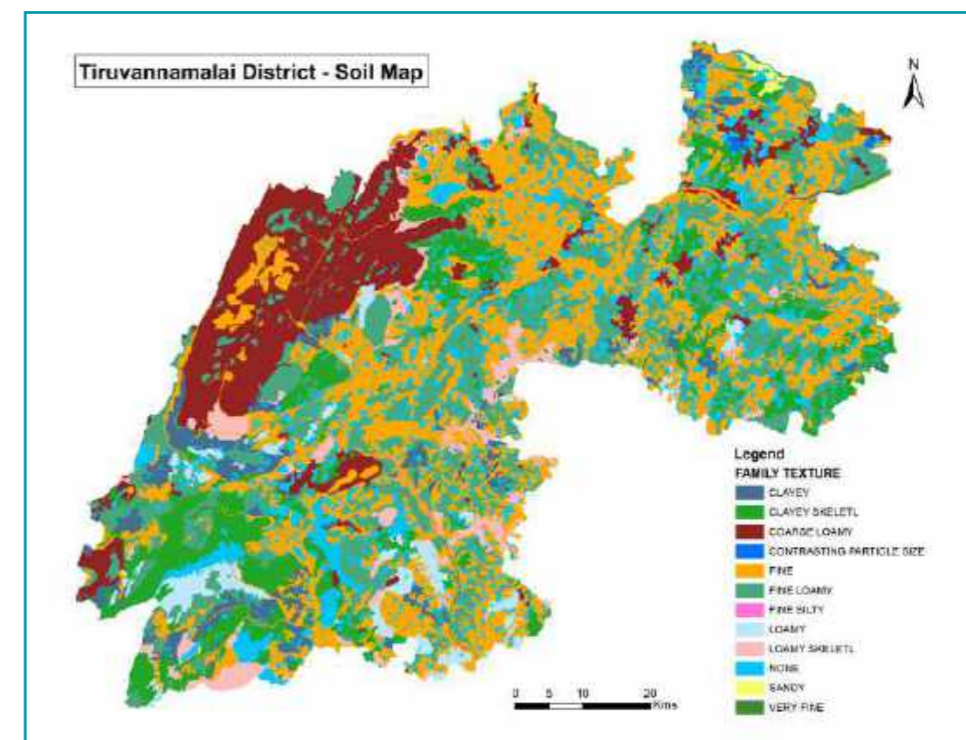 Tiruvannamalai District - Soil Map
N
Legend
FAMILY TEXTURE
CLAYEY
CLAYEY SKELETL
COARSE LOAMY
CONTRASTING PARTICLE SIZE
FINE
FINE LOAMY
FINE SILTY
LOAMY
LOAMY SKELETL
NONE
SANDY
VERY FINE
0 5 10 20
Kms